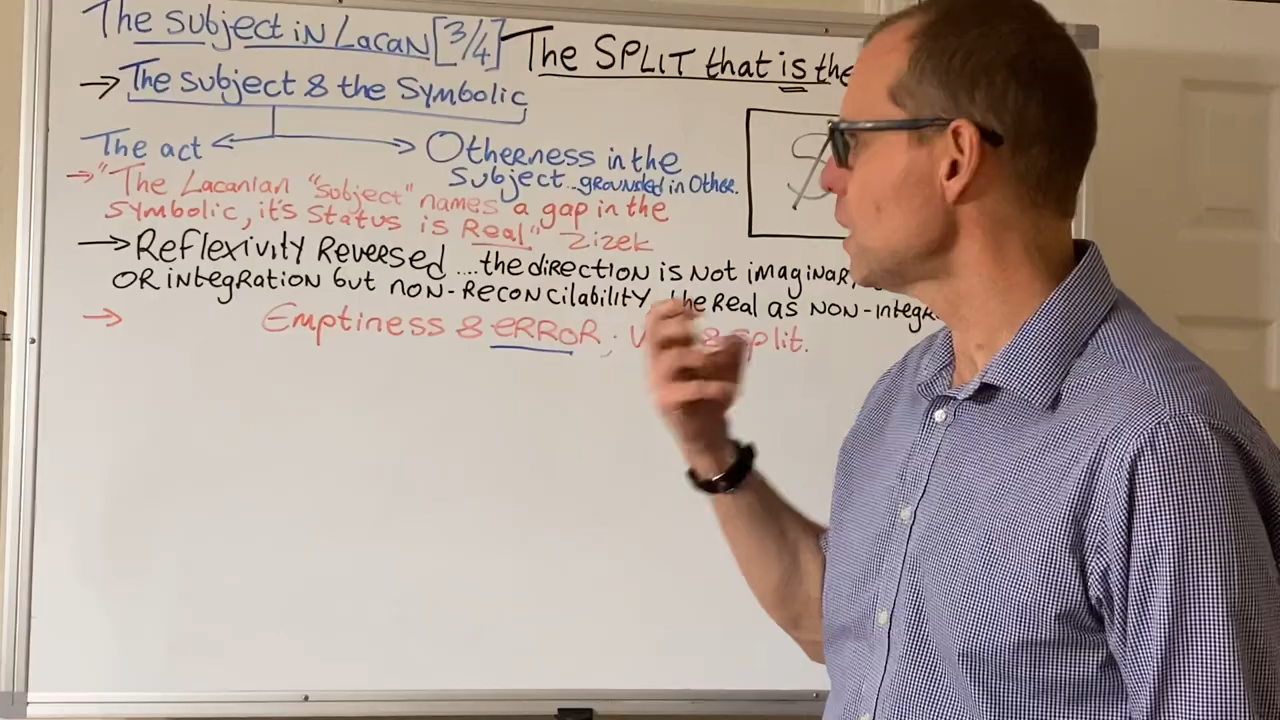 The Subject in Lacan [3/4]
The SPLIT that is the
→ The Subject & the Symbolic
The act
Otherness in the
Subject...grounded in Other.
→ "The Lacanian "Subject" names a gap in the
Symbolic, it's Status is Real" Zizek
→ Reflexivity Reversed ....the direction is not
OR integration but non-Reconcilability the Real as NON-
→ Emptiness & eRROR; & split.
$